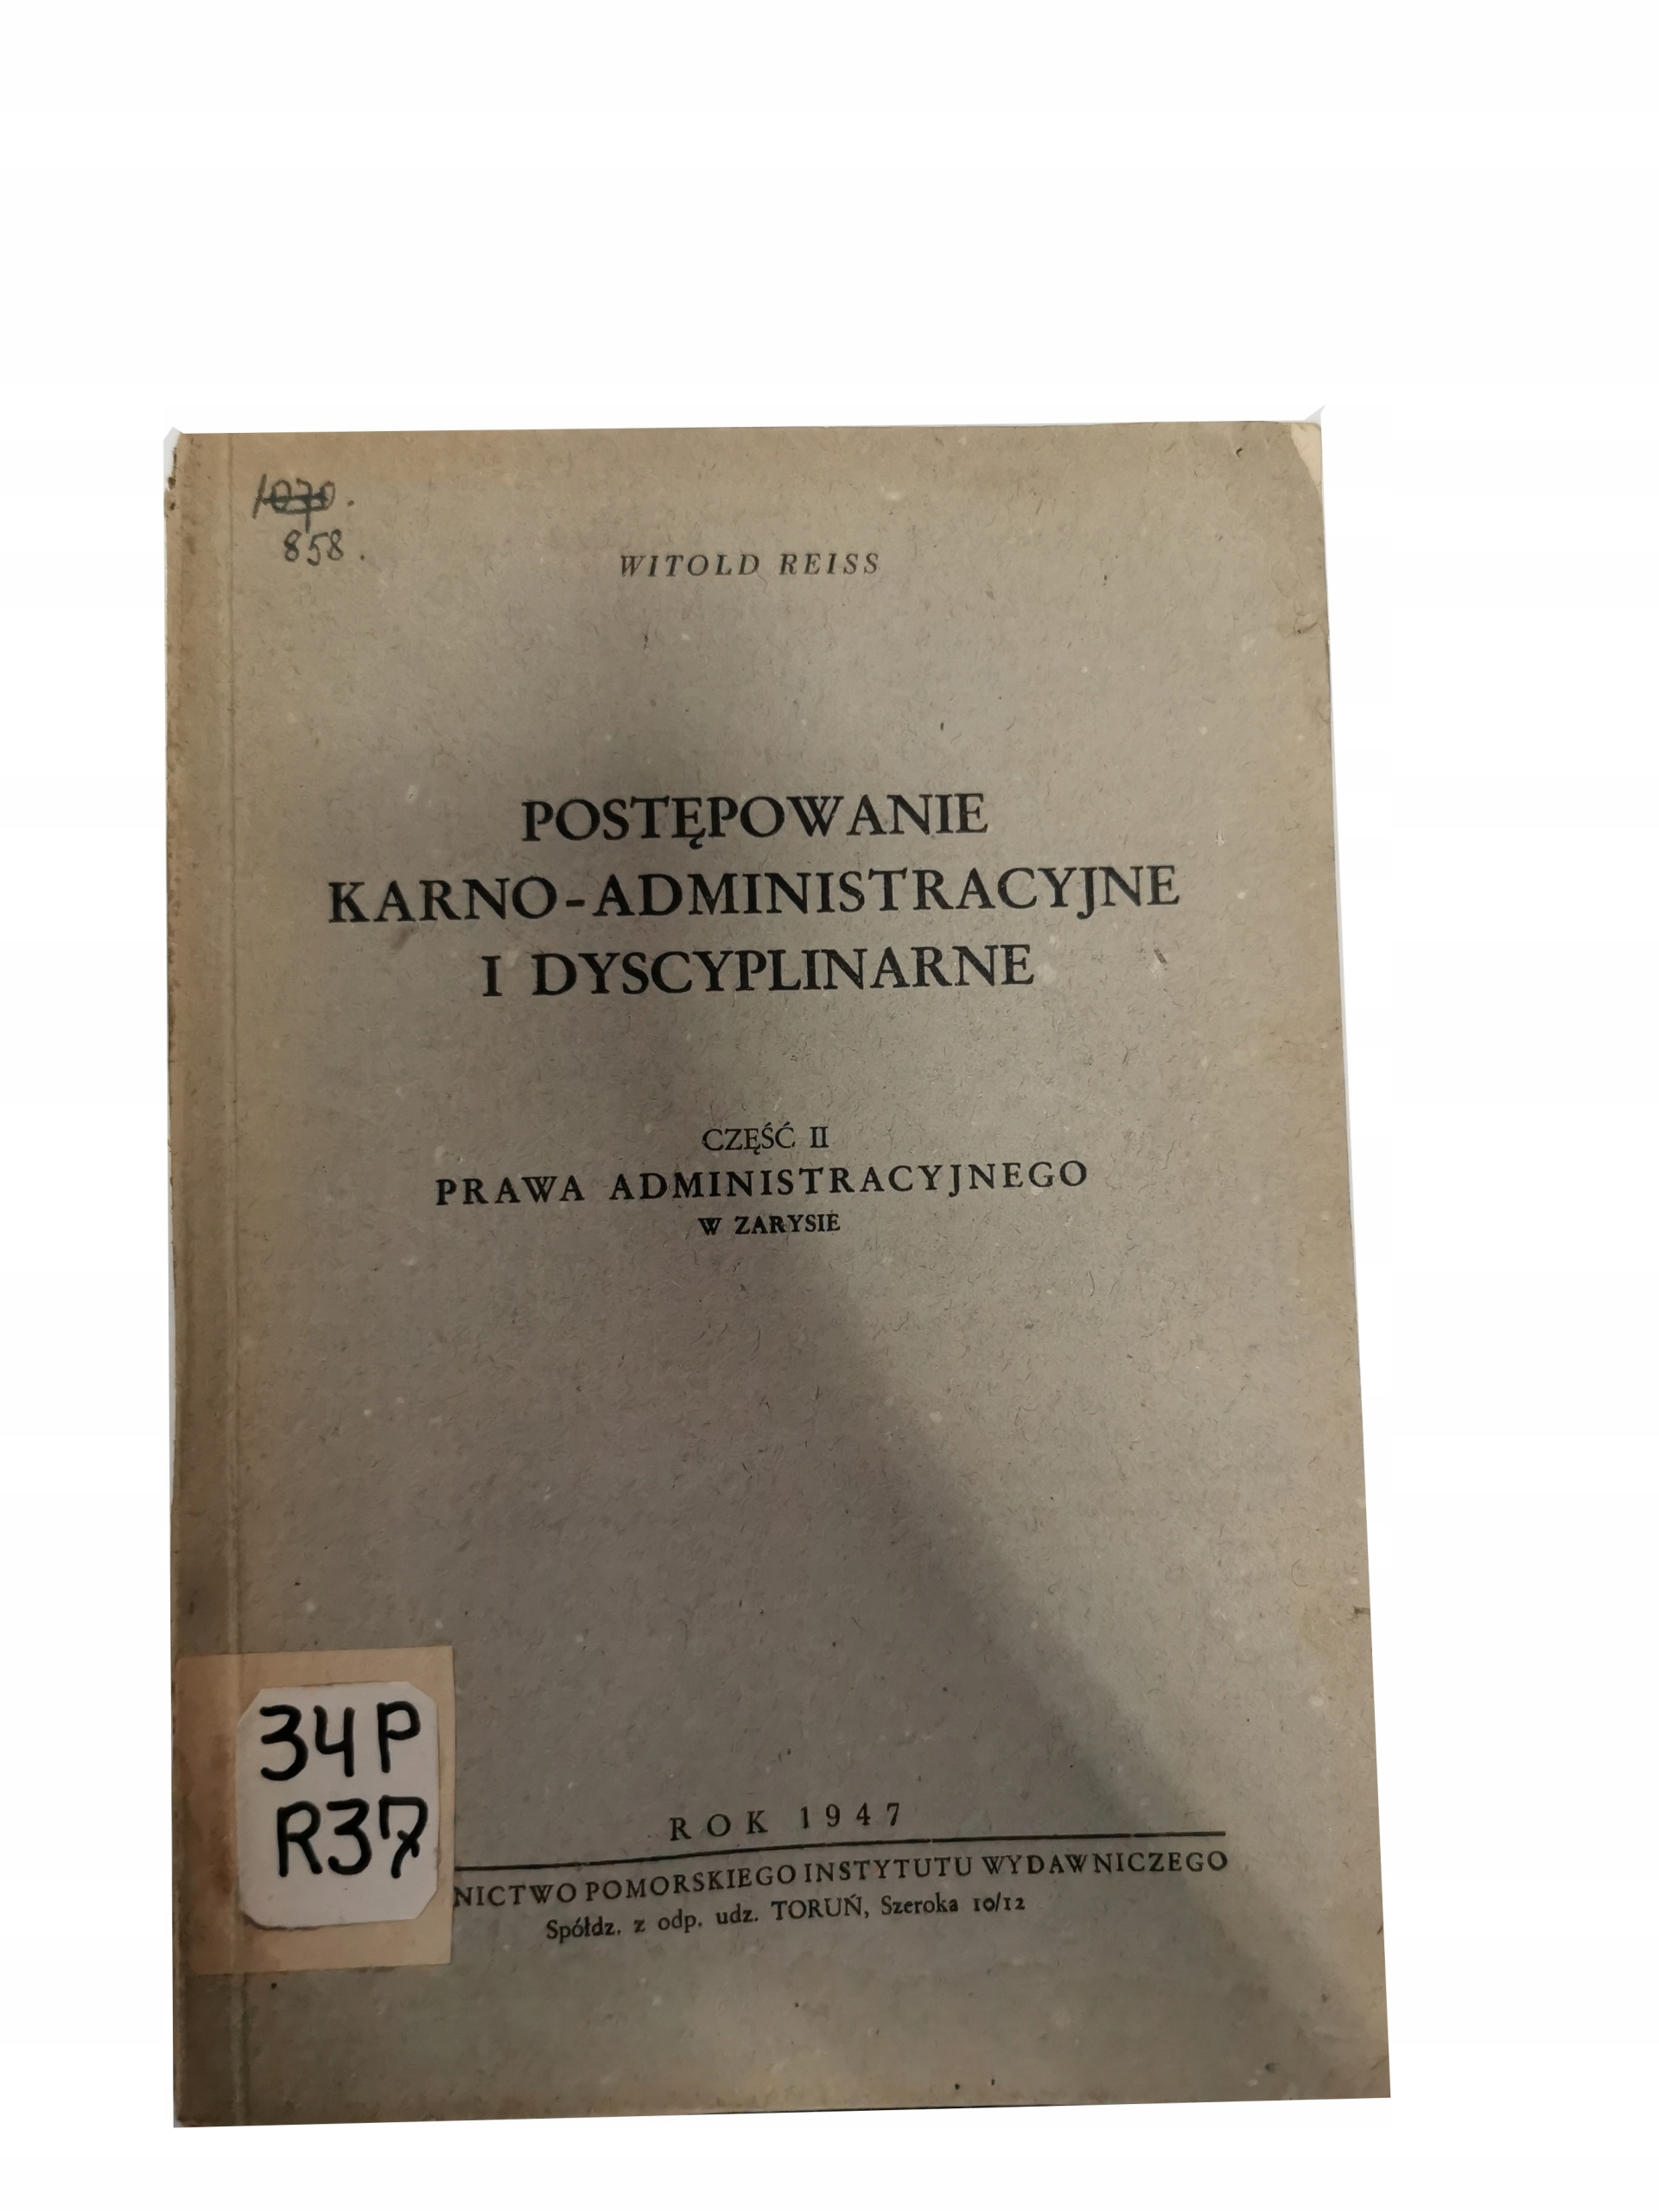 1070.
858.
WITOLD REISS
POSTĘPOWANIE
KARNO-ADMINISTRACYJNE
I DYSCYPLINARNE
CZĘŚĆ II
PRAWA ADMINISTRACYJNEGO
W ZARYSIE
34P
R37
ROK 1947
NICTWO POMORSKIEGO INSTYTUTU WYDAWNICZEGO
Spółdz. z odp. udz. TORUŃ, Szeroka 10/12